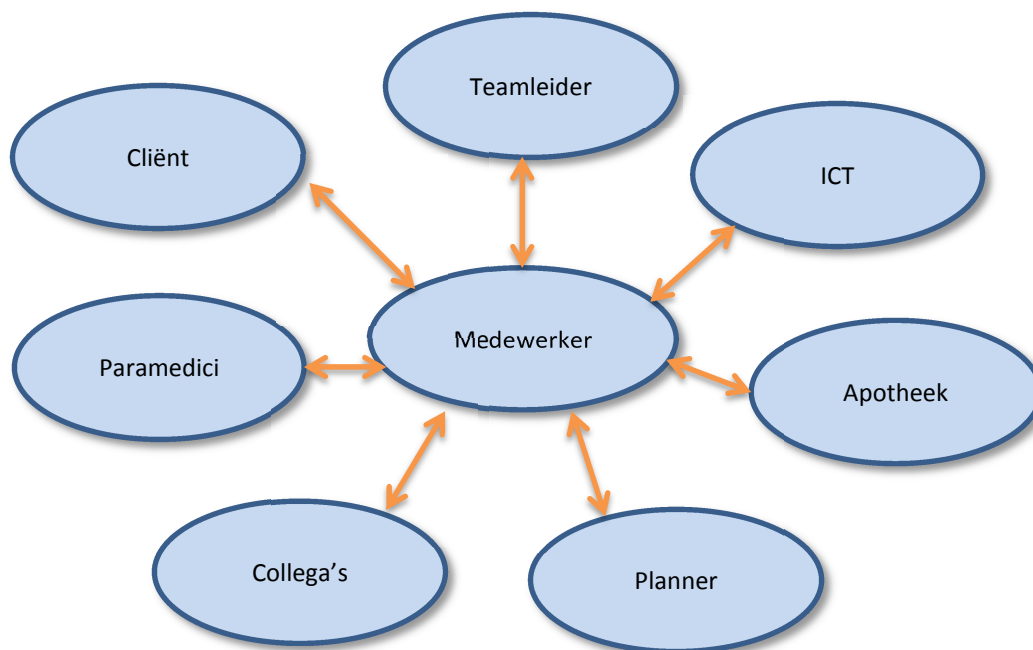 Teamleider
Cliënt
ICT
Medewerker
Paramedici
Apotheek
Collega’s
Planner